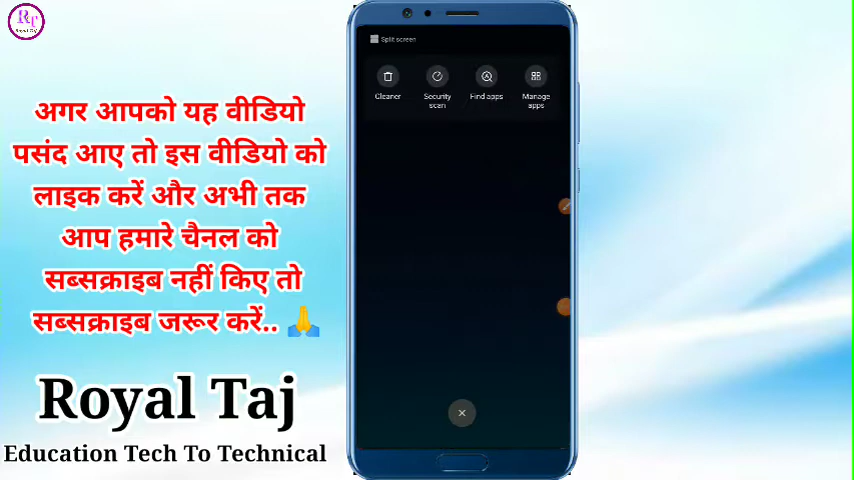 RT
Royal Taj
Split screen
Cleaner
Security
scan
Find apps
Manage
apps
अगर आपको यह वीडियो
पसंद आए तो इस वीडियो को
लाइक करें और अभी तक
आप हमारे चैनल को
सब्सक्राइब नहीं किए तो
सब्सक्राइब जरूर करें.. 🙏
Royal Taj
Education Tech To Technical